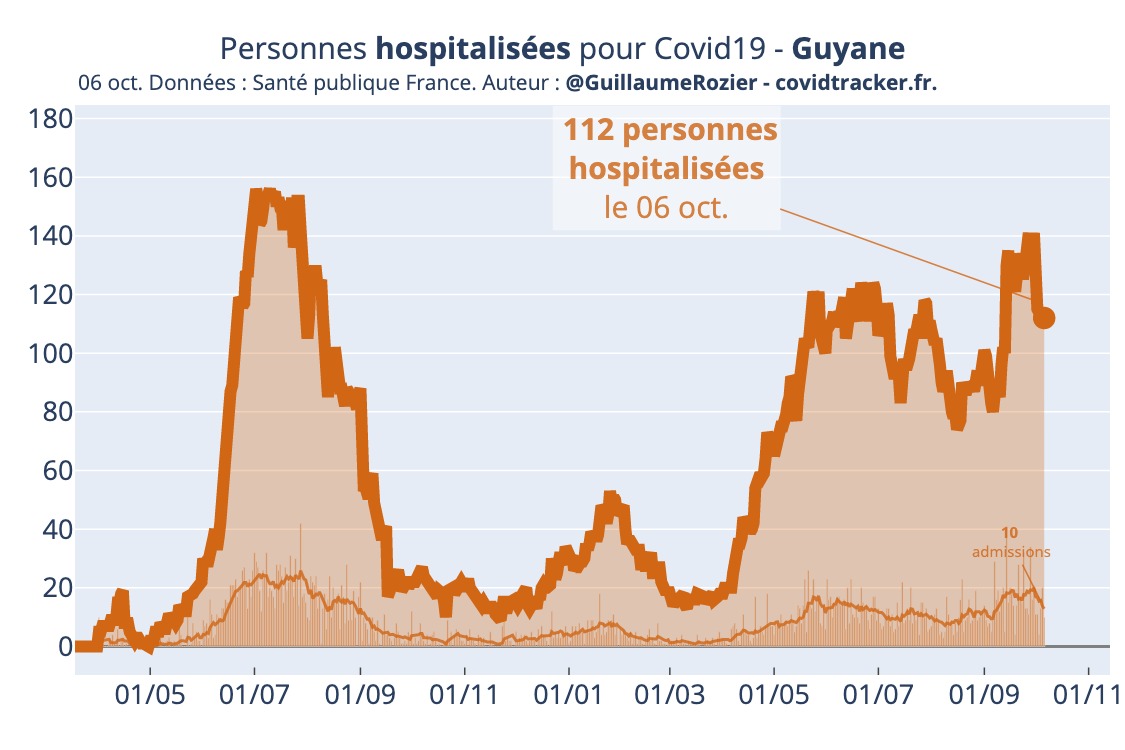 Personnes hospitalisées pour Covid19 - Guyane
06 oct. Données : Santé publique France. Auteur : @GuillaumeRozier - covidtracker.fr.
112 personnes
hospitalisées
le 06 oct.
180
160
140
120
100
80
60
40
20
0
10
admissions
01/05 01/07 01/09 01/11 01/01 01/03 01/05 01/07 01/09 01/11